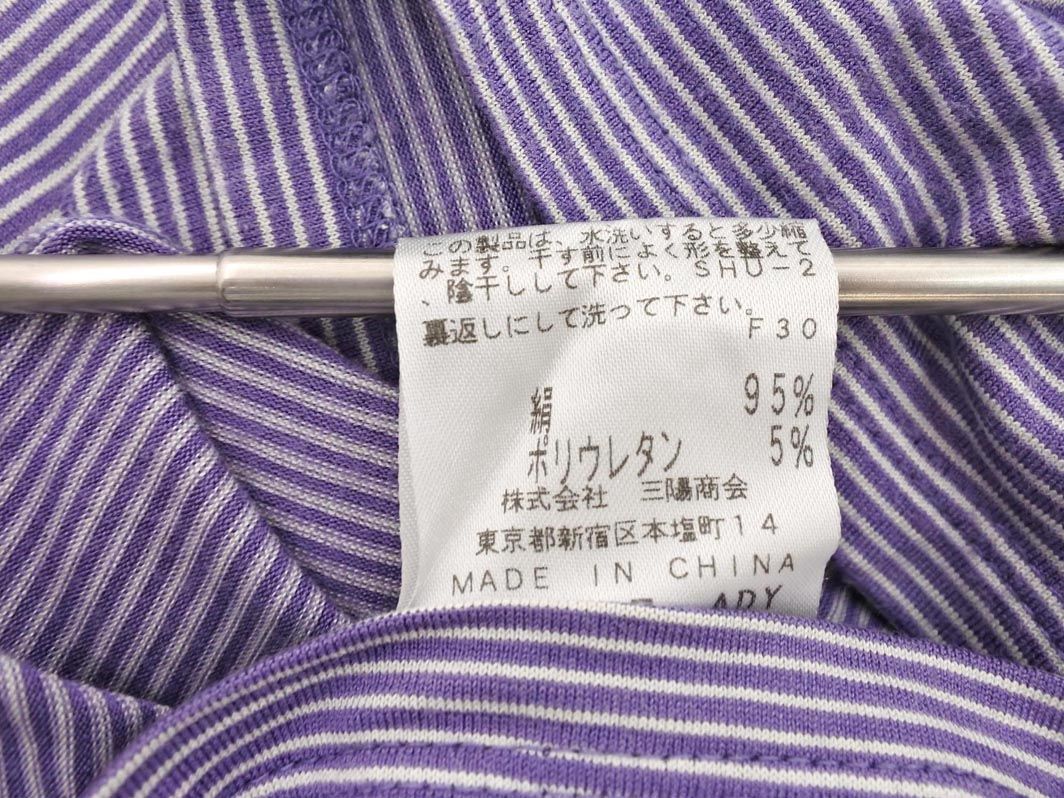 この製品は、水洗いすると多少縮
みます。干す前によく形を整えて
、陰干しして下さい。SHU-2
裏返しにして洗って下さい。
F30
絹 95%
ポリウレタン 5%
株式会社 三陽商会
東京都新宿区本塩町14
MADE IN CHINA